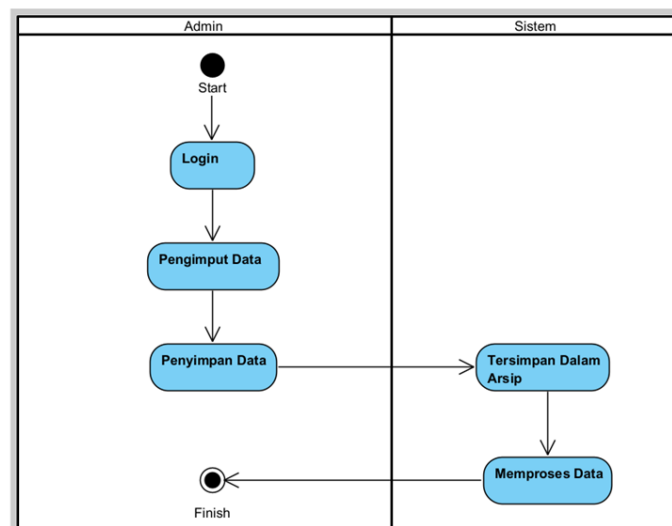 Admin
Sistem
Start
Login
Pengimput Data
Penyimpan Data
Tersimpan Dalam
Arsip
Memproses Data
Finish